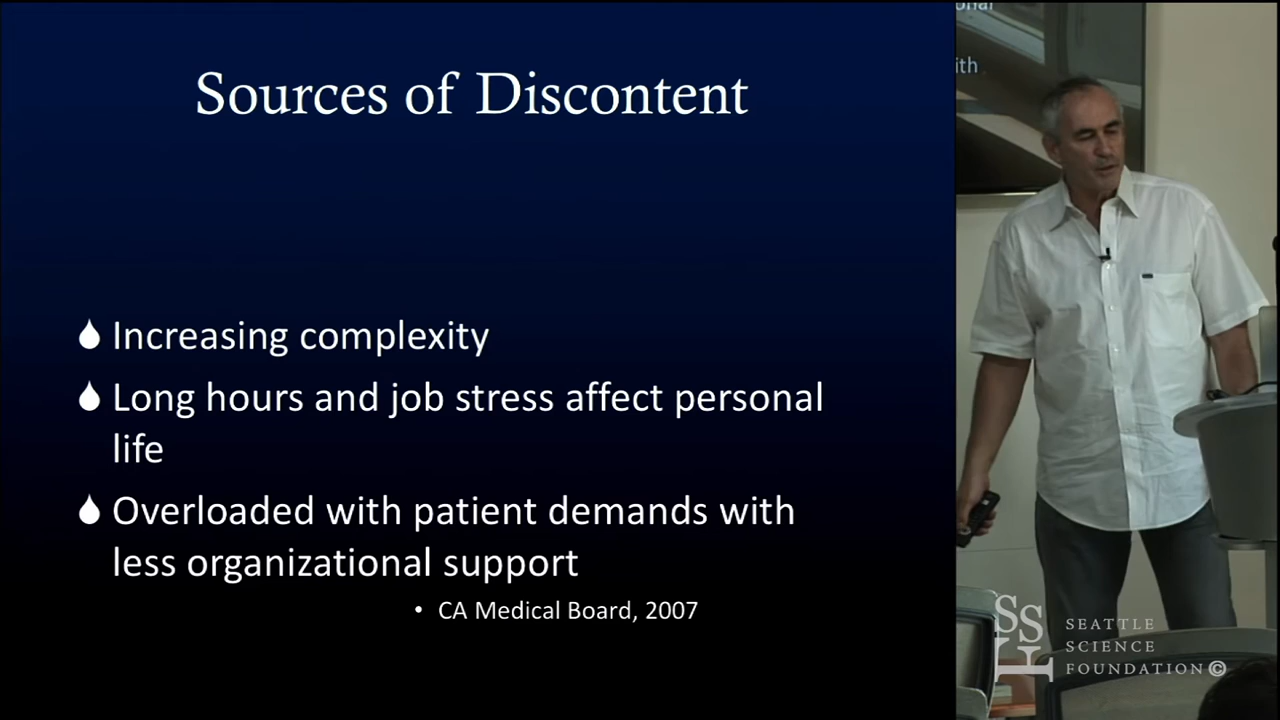 Sources of Discontent
Increasing complexity
Long hours and job stress affect personal
life
Overloaded with patient demands with
less organizational support
• CA Medical Board, 2007
ith
SEATTLE
SCIENCE
FOUNDATION©